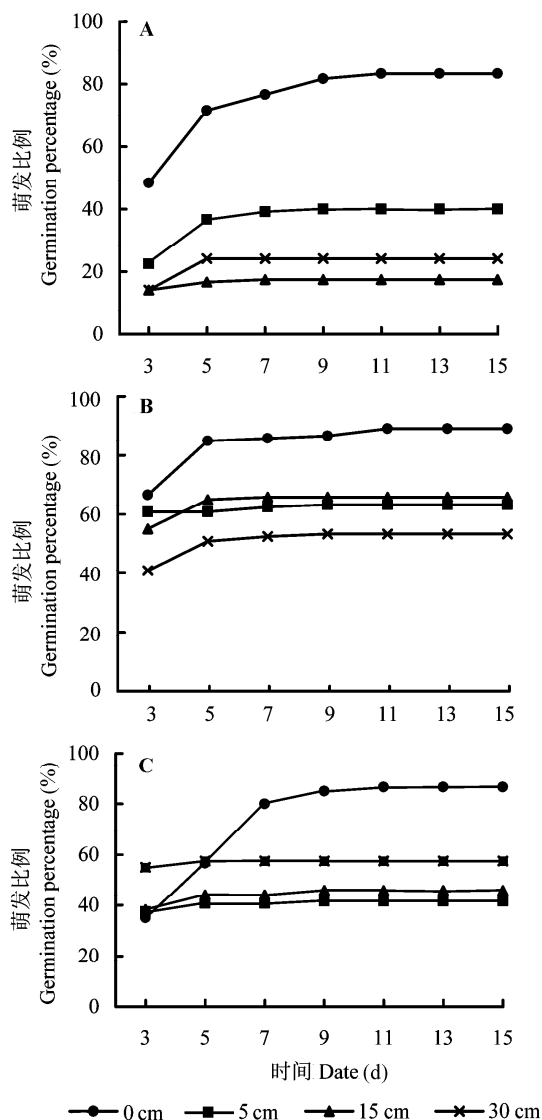 A
100
80
60
40
20
0
萌发比例
Germination percentage (%)
3 5 7 9 11 13 15
B
100
80
60
40
20
0
萌发比例
Germination percentage (%)
3 5 7 9 11 13 15
C
100
80
60
40
20
0
萌发比例
Germination percentage (%)
3 5 7 9 11 13 15
时间 Date (d)
0 cm 5 cm 15 cm 30 cm